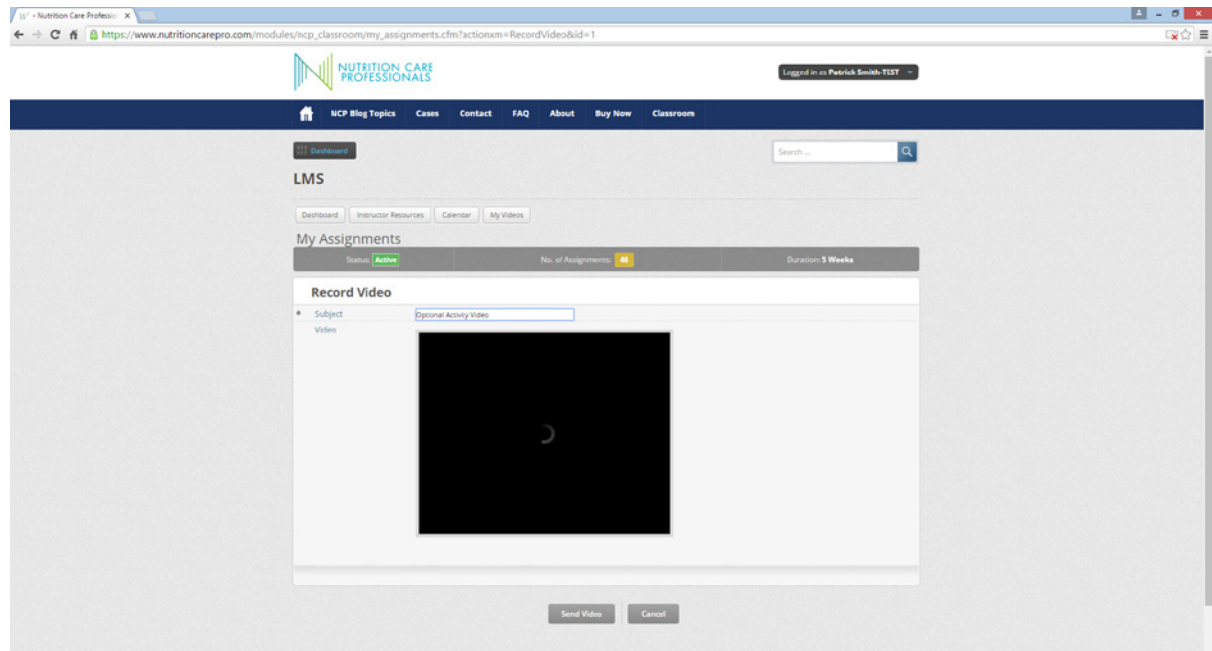 Nutrition Care Professio
https://www.nutritioncarepro.com/modules/ncp_classroom/my_assignments.cfm?actionxm=RecordVideo&id=1
NUTRITION CARE
PROFESSIONALS
Logged in as Patrick Smith-TEST
NCP Blog Topics Cases Contact FAQ About Buy Now Classroom
Dashboard
Search ...
LMS
Dashboard Instructor Resources Calendar My Videos
My Assignments
Status: Active No. of Assignments: 46 Duration: 5 Weeks
Record Video
Subject Optional Activity Video
Video
Send Video Cancel